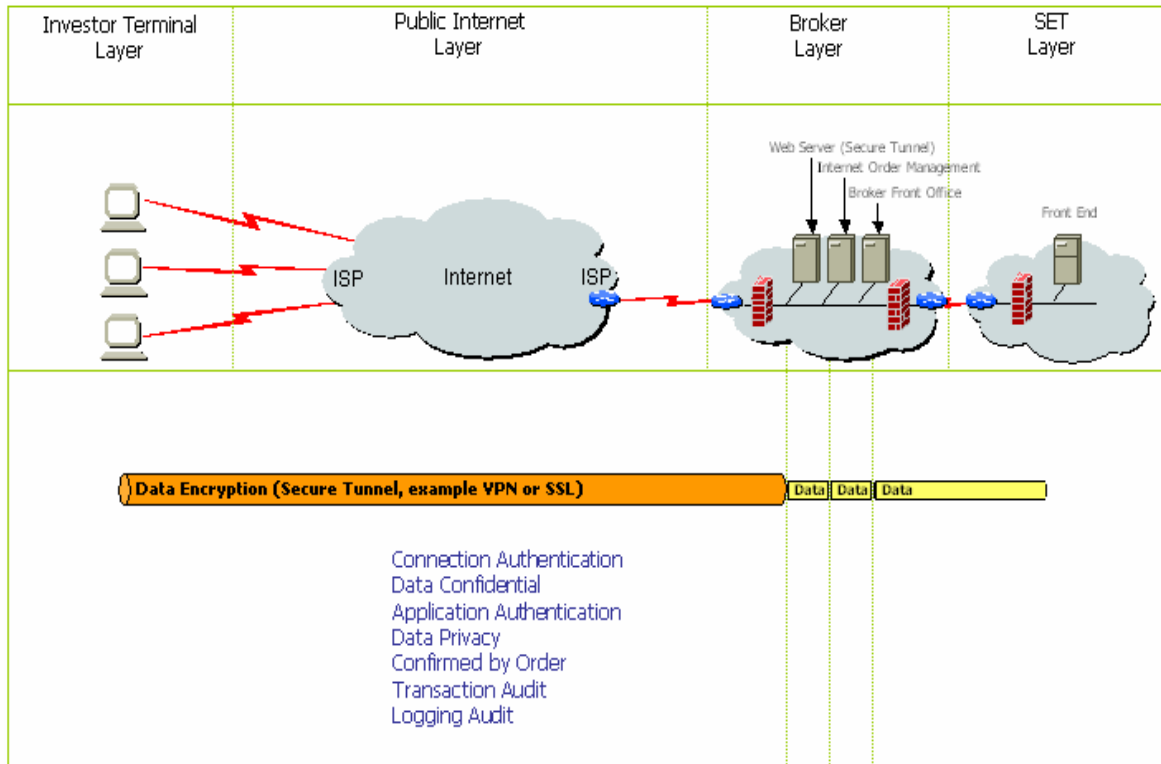 Investor Terminal
Layer
Public Internet
Layer
Broker
Layer
SET
Layer
Web Server (Secure Tunnel)
Internet Order Management
Broker Front Office
Front End
ISP
Internet
ISP
Data Encryption (Secure Tunnel, example VPN or SSL)
Data
Data
Data
Connection Authentication
Data Confidential
Application Authentication
Data Privacy
Confirmed by Order
Transaction Audit
Logging Audit